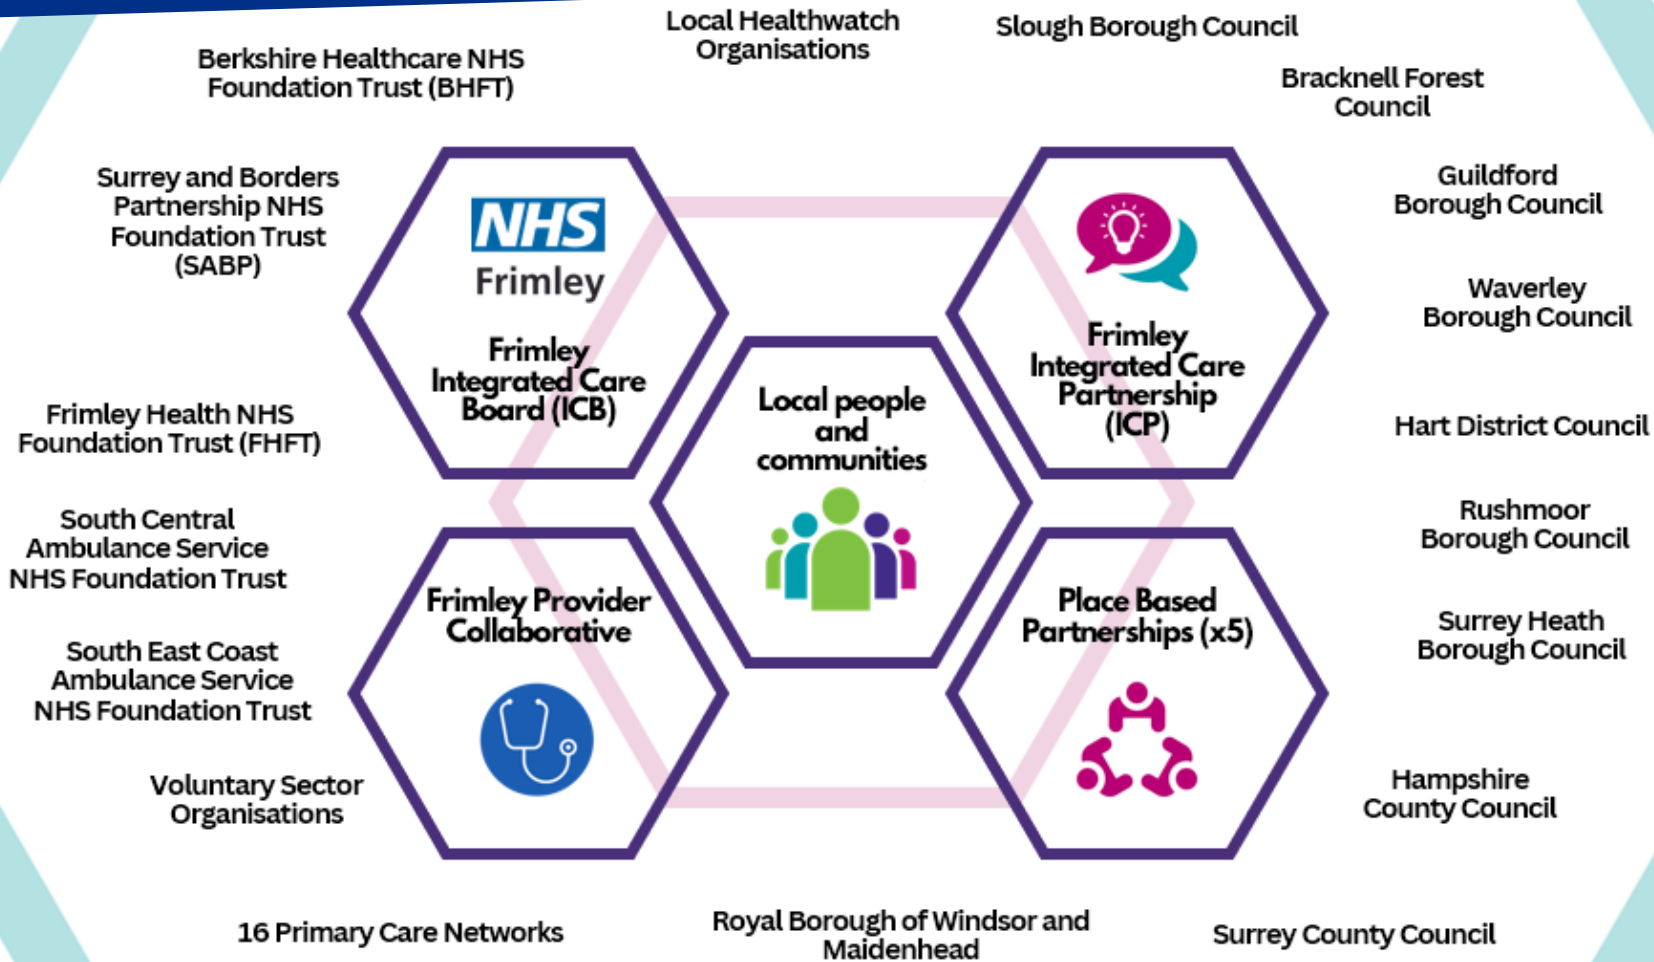 Local Healthwatch
Organisations
Slough Borough Council
Berkshire Healthcare NHS
Foundation Trust (BHFT)
Bracknell Forest
Council
Surrey and Borders
Partnership NHS
Foundation Trust
(SABP)
NHS
Frimley
Frimley
Integrated Care
Board (ICB)
Frimley
Integrated Care
Partnership
(ICP)
Guildford
Borough Council
Waverley
Borough Council
Local people
and
communities
Frimley Health NHS
Foundation Trust (FHFT)
Hart District Council
South Central
Ambulance Service
NHS Foundation Trust
Rushmoor
Borough Council
Frimley Provider
Collaborative
Place Based
Partnerships (x5)
Surrey Heath
Borough Council
South East Coast
Ambulance Service
NHS Foundation Trust
Voluntary Sector
Organisations
Hampshire
County Council
16 Primary Care Networks
Royal Borough of Windsor and
Maidenhead
Surrey County Council